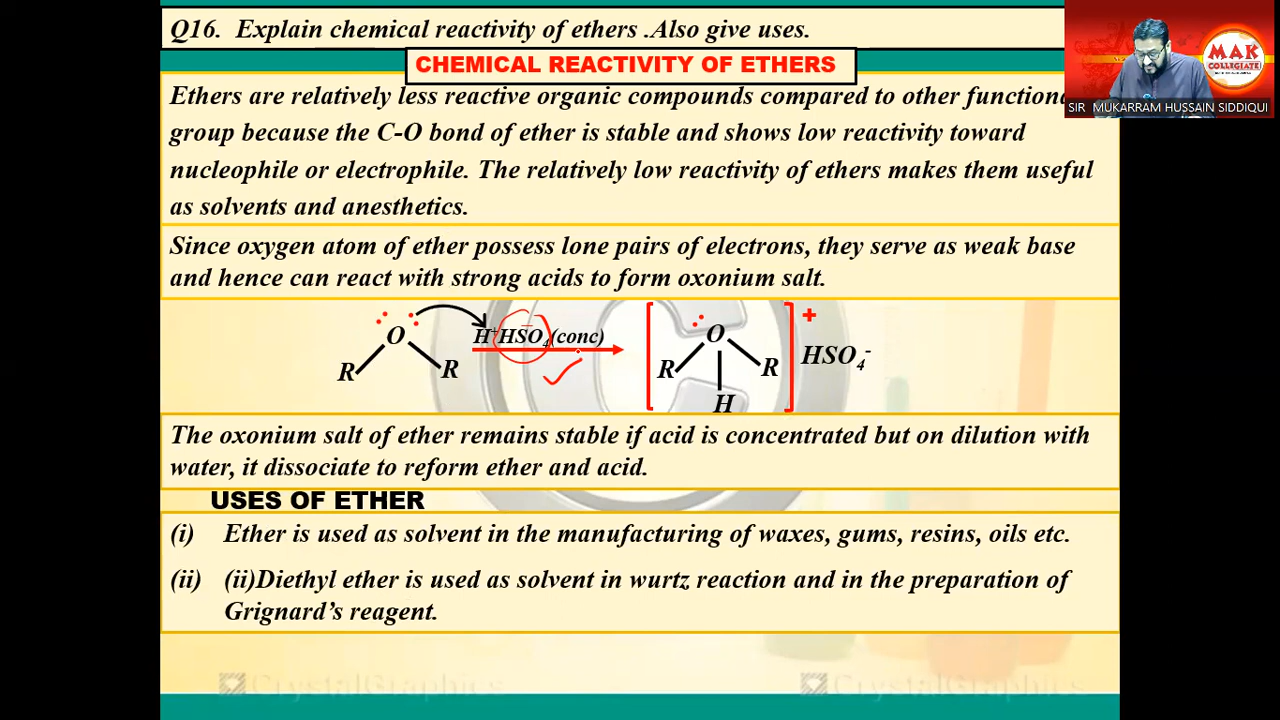 Q16. Explain chemical reactivity of ethers .Also give uses.
MAK
COLLEGIATE
CHEMICAL REACTIVITY OF ETHERS
SIR MUKARRAM HUSSAIN SIDDIQUI
Ethers are relatively less reactive organic compounds compared to other function
group because the C-O bond of ether is stable and shows low reactivity toward
nucleophile or electrophile. The relatively low reactivity of ethers makes them useful
as solvents and anesthetics.
Since oxygen atom of ether possess lone pairs of electrons, they serve as weak base
and hence can react with strong acids to form oxonium salt.
R O R H⁺HSO₄⁻(conc) R O R H + HSO₄⁻
The oxonium salt of ether remains stable if acid is concentrated but on dilution with
water, it dissociate to reform ether and acid.
USES OF ETHER
(i) Ether is used as solvent in the manufacturing of waxes, gums, resins, oils etc.
(ii) (ii)Diethyl ether is used as solvent in wurtz reaction and in the preparation of
Grignard’s reagent.
CrystalGraphics CrystalGraphics